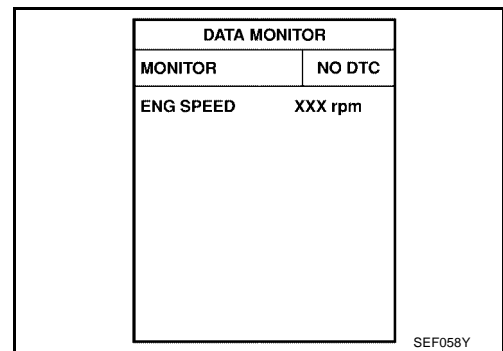 DATA MONITOR
MONITOR NO DTC
ENG SPEED XXX rpm
SEF058Y